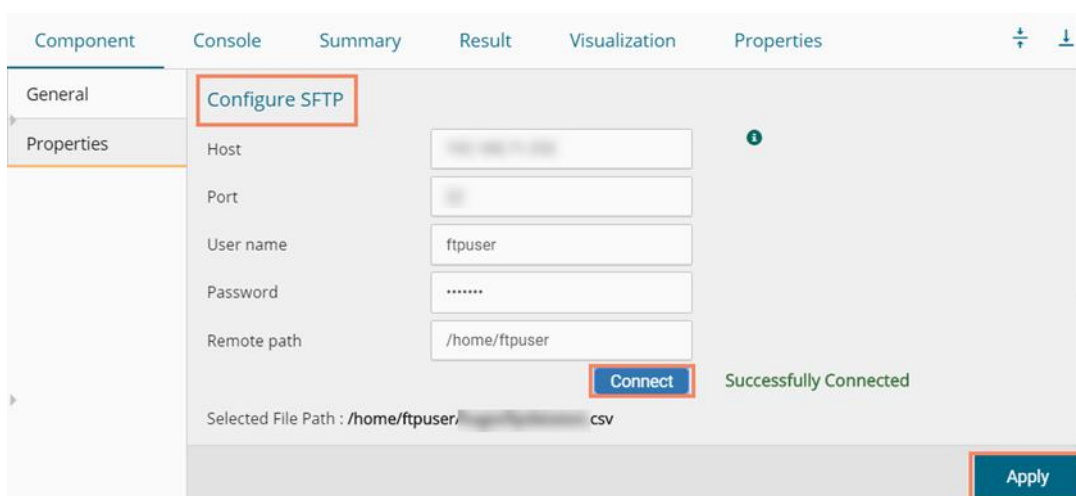 Component Console Summary Result Visualization Properties
General
Properties
Configure SFTP
Host
Port
User name ftpuser
Password •••••••
Remote path /home/ftpuser
Connect Successfully Connected
Selected File Path : /home/ftpuser/ csv
Apply